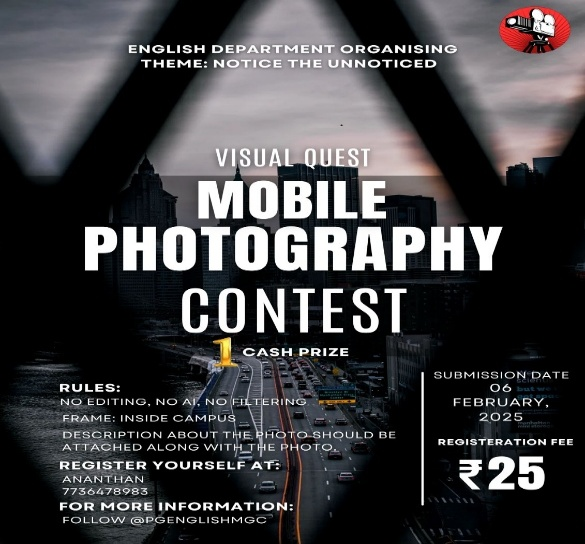 ENGLISH DEPARTMENT ORGANISING
THEME: NOTICE THE UNNOTICED
VISUAL QUEST
MOBILE
PHOTOGRAPHY
CONTEST
1 CASH PRIZE
RULES:
NO EDITING, NO AI, NO FILTERING
FRAME: INSIDE CAMPUS
DESCRIPTION ABOUT THE PHOTO SHOULD BE
ATTACHED ALONG WITH THE PHOTO.
REGISTER YOURSELF AT:
ANANTHAN
7736478983
FOR MORE INFORMATION:
FOLLOW @PGENGLISHMGC
SUBMISSION DATE
06
FEBRUARY,
2025
REGISTERATION FEE
₹25